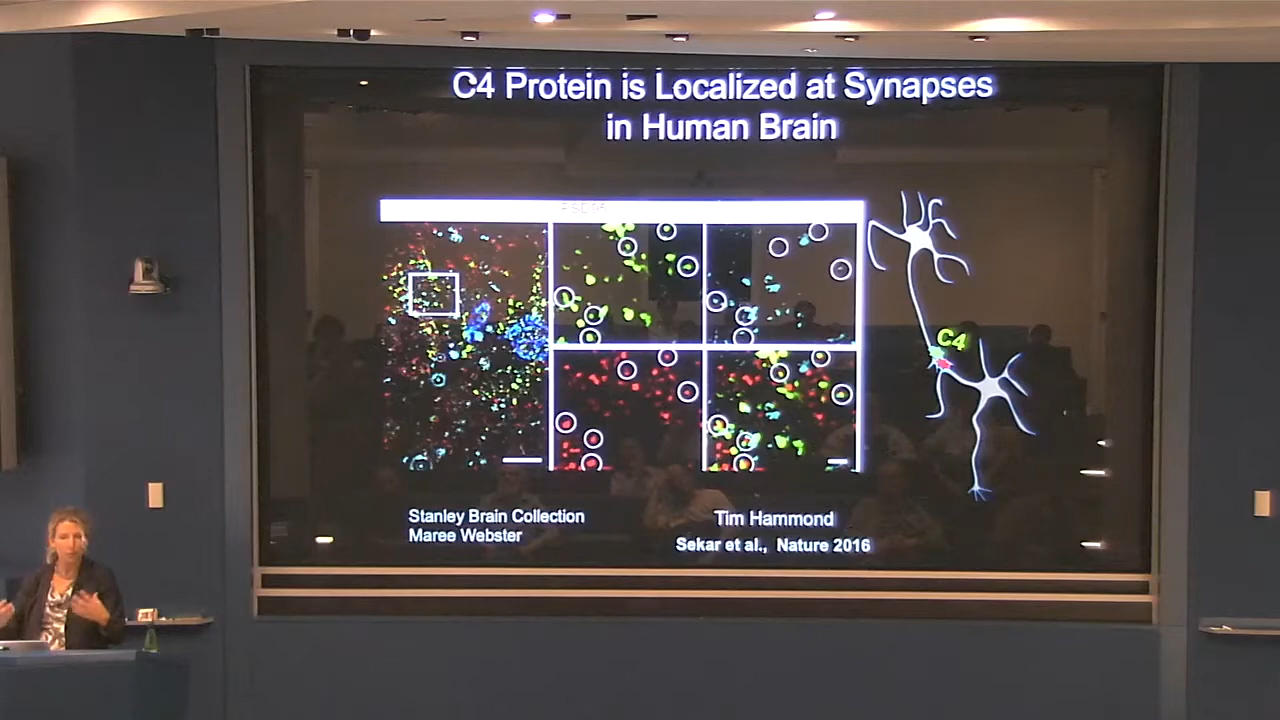 C4 Protein is Localized at Synapses
in Human Brain
PSD95
C4
Stanley Brain Collection
Maree Webster
Tim Hammond
Sekar et al., Nature 2016